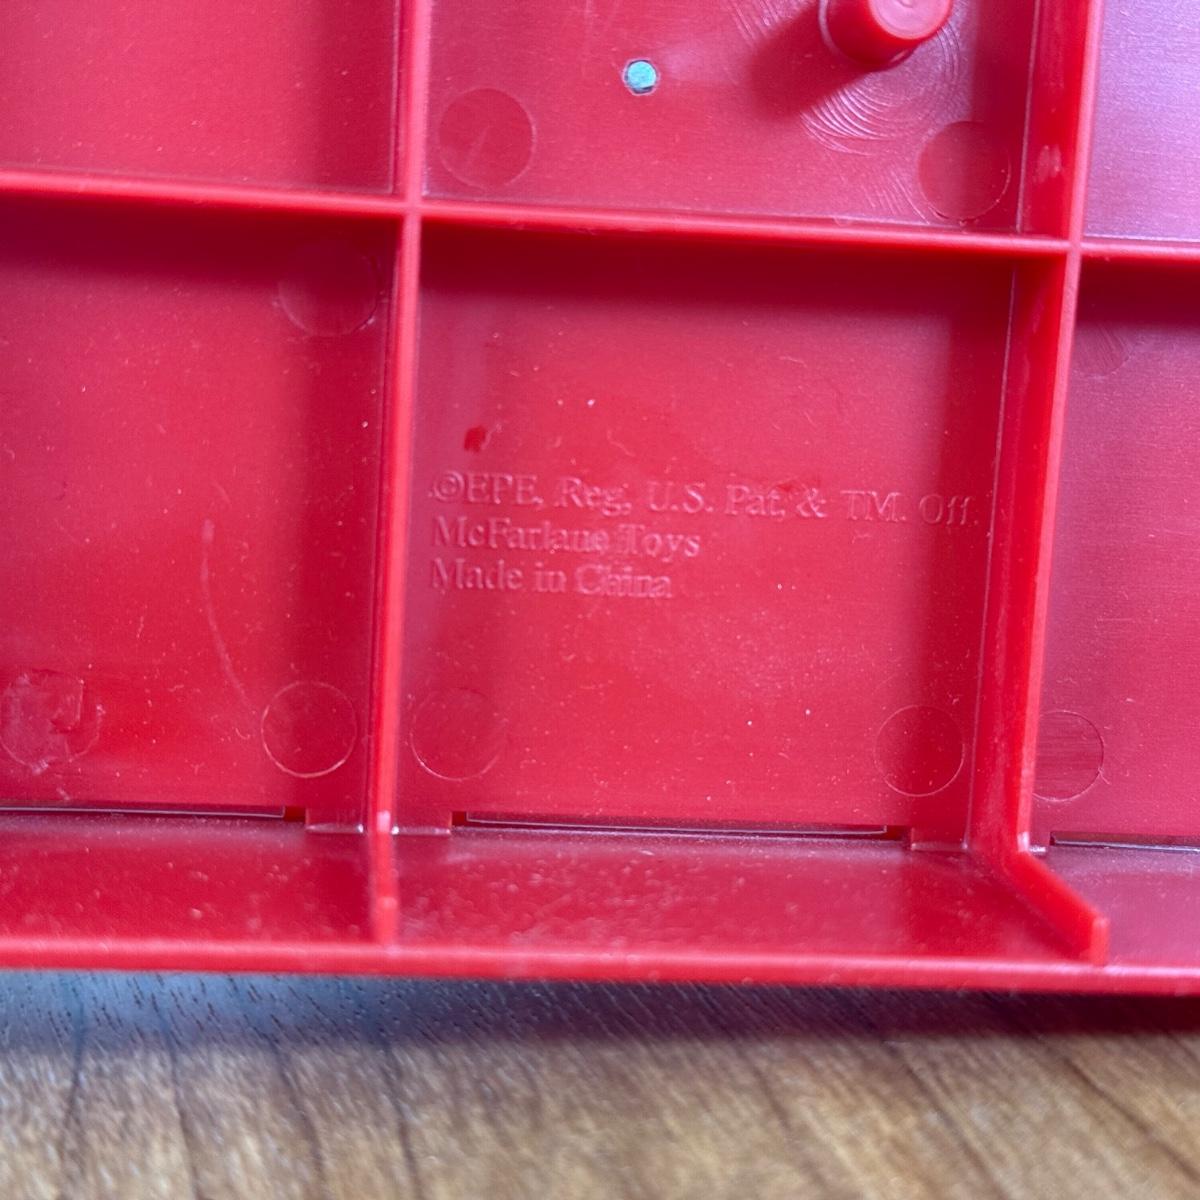 ©EPE, Reg, U.S. Pat, & TM. Off.
McFarlane Toys
Made in China